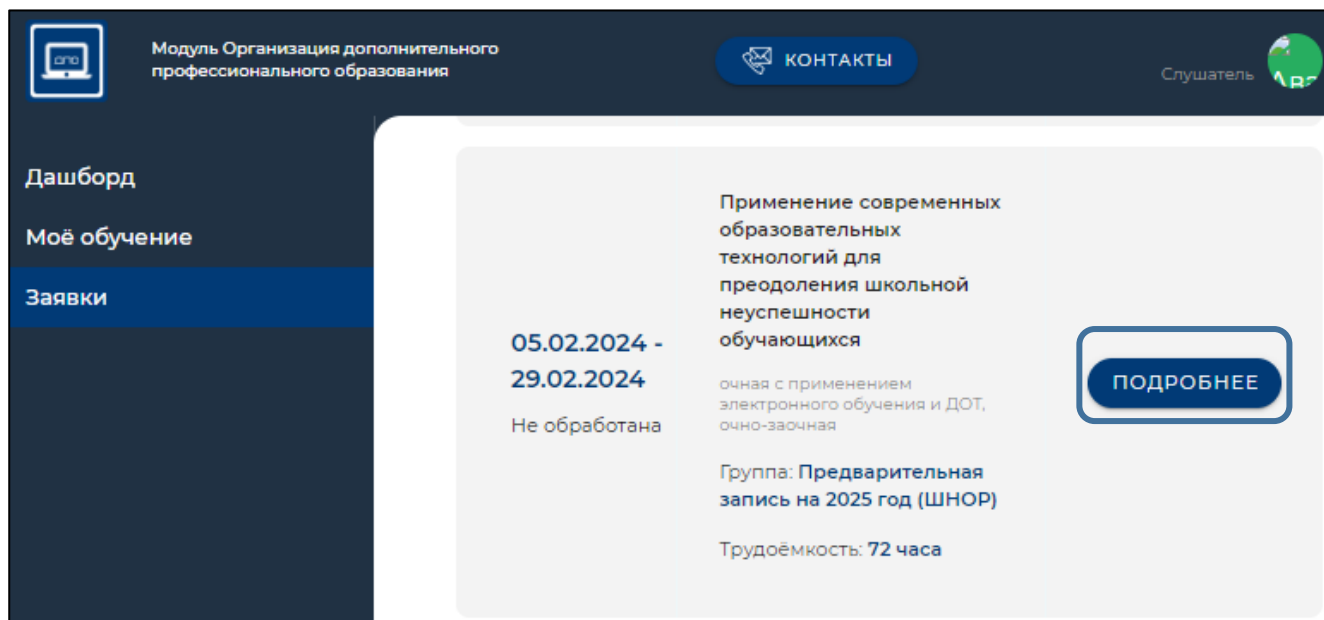 ДПО
Модуль Организация дополнительного
профессионального образования
КОНТАКТЫ
Слушатель
Ава
Дашборд
Моё обучение
Заявки
05.02.2024 -
29.02.2024
Не обработана
Применение современных
образовательных
технологий для
преодоления школьной
неуспешности
обучающихся
очная с применением
электронного обучения и ДОТ,
очно-заочная
Группа: Предварительная
запись на 2025 год (ШНОР)
Трудоёмкость: 72 часа
ПОДРОБНЕЕ